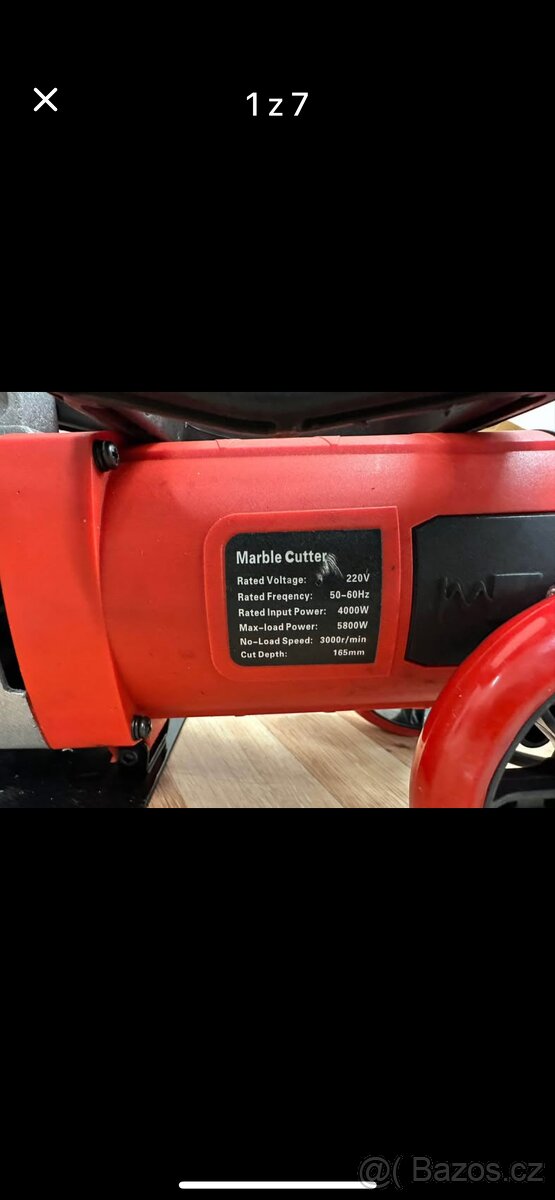 1 z 7
Marble Cutter
Rated Voltage: 220V
Rated Freqency: 50-60Hz
Rated Input Power: 4000W
Max-load Power: 5800W
No-Load Speed: 3000r/min
Cut Depth: 165mm
@( Bazos.cz